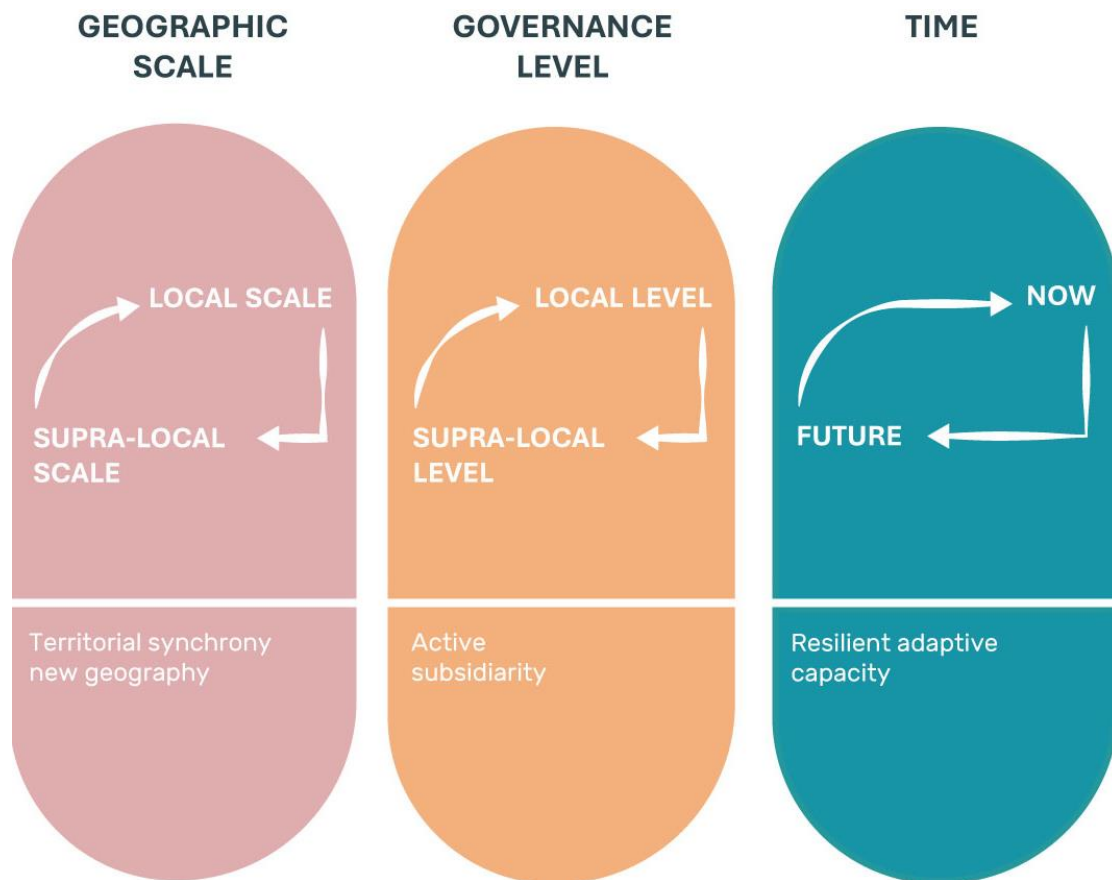 GEOGRAPHIC
SCALE
GOVERNANCE
LEVEL
TIME
LOCAL SCALE
SUPRA-LOCAL
SCALE
LOCAL LEVEL
SUPRA-LOCAL
LEVEL
NOW
FUTURE
Territorial synchrony
new geography
Active
subsidiarity
Resilient adaptive
capacity